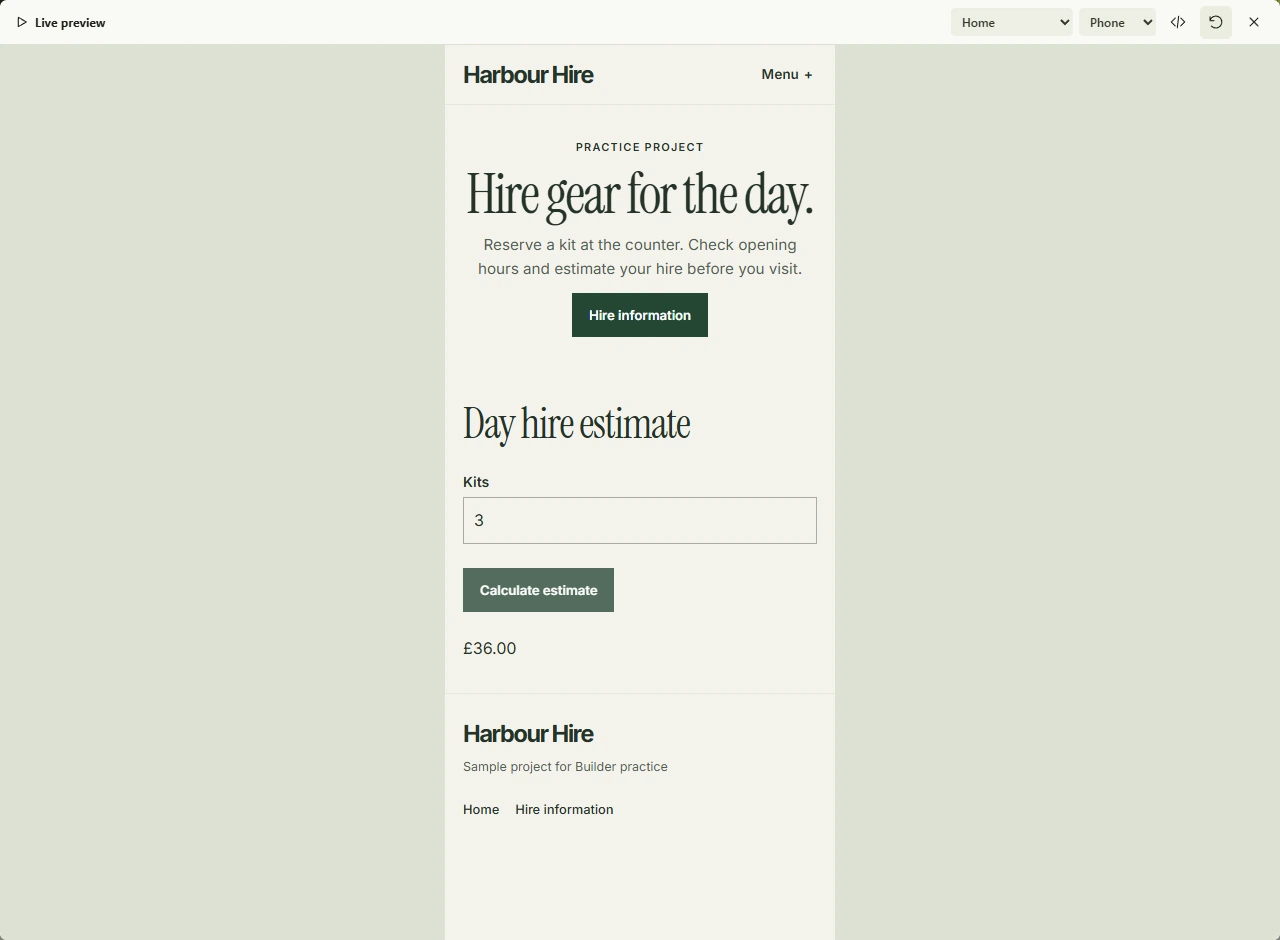 Live preview
Home
Phone
Harbour Hire
Menu +
PRACTICE PROJECT
Hire gear for the day.
Reserve a kit at the counter. Check opening
hours and estimate your hire before you visit.
Hire information
Day hire estimate
Kits
3
Calculate estimate
£36.00
Harbour Hire
Sample project for Builder practice
Home
Hire information